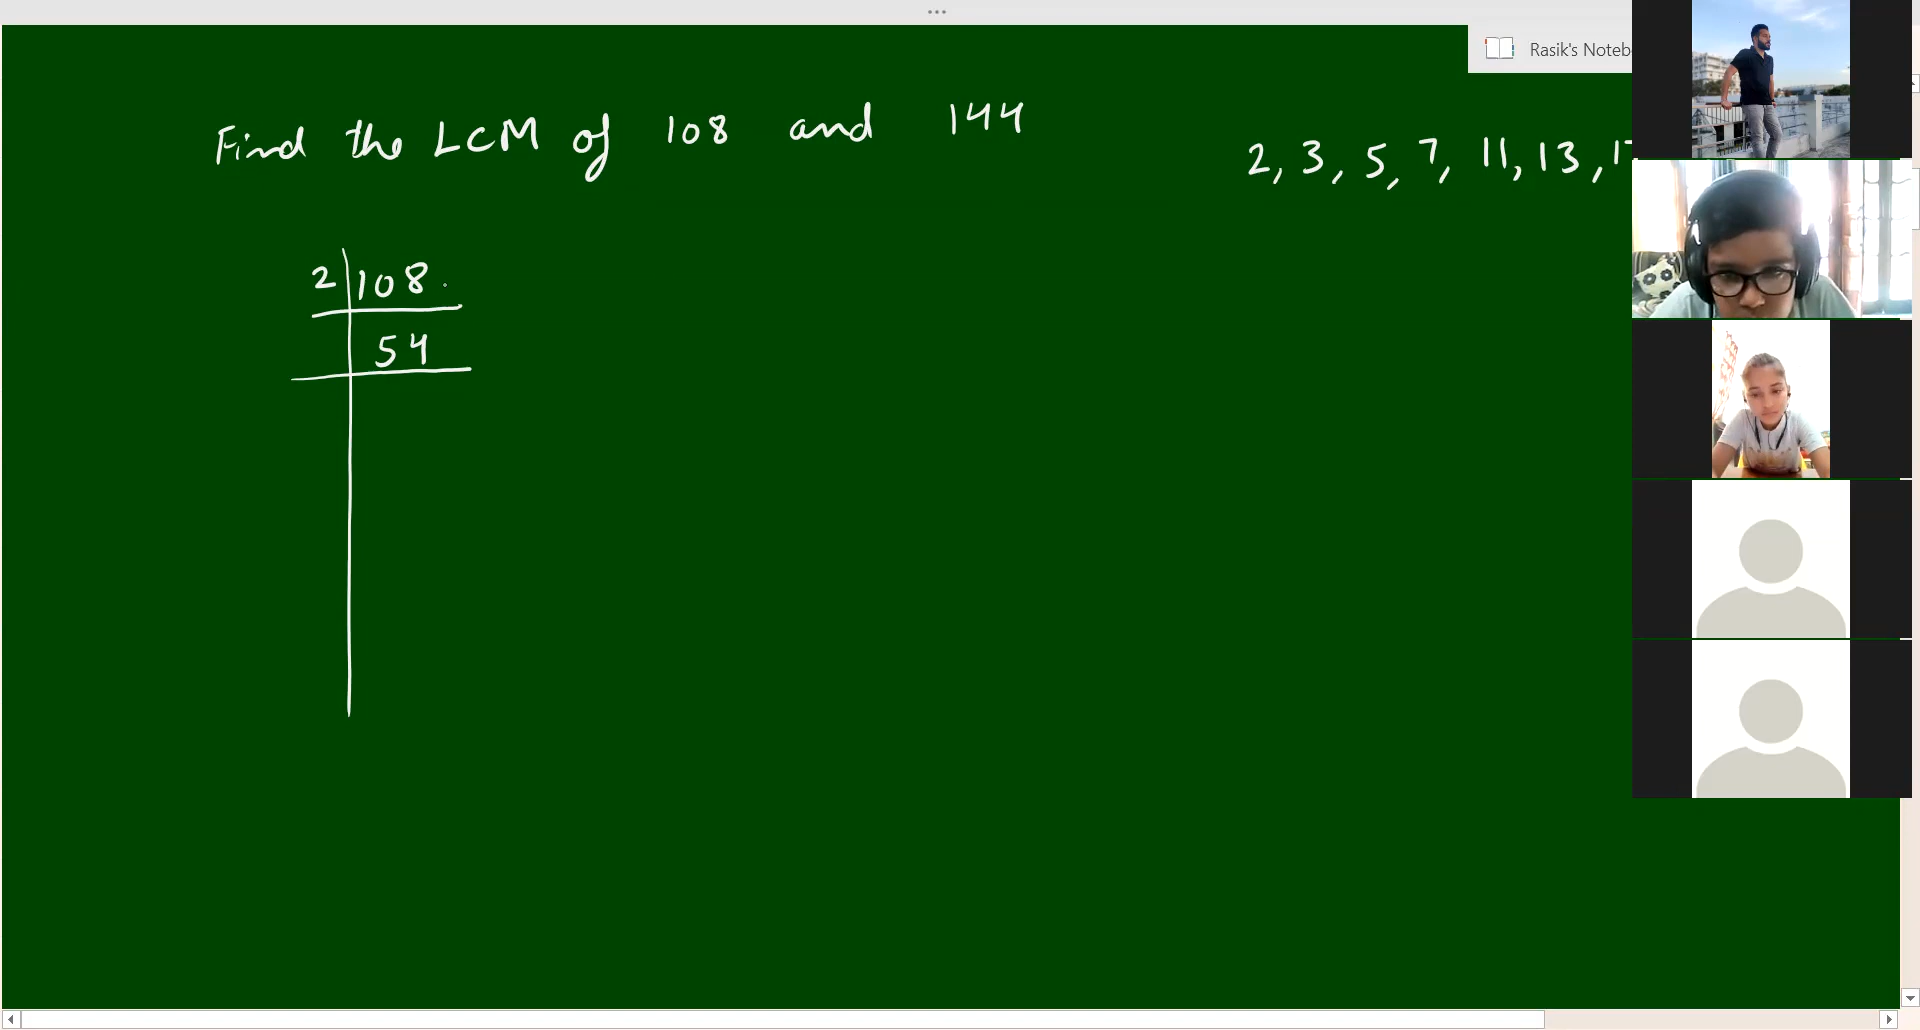 Rasik's Noteb
Find the LCM of 108 and 144
2, 3, 5, 7, 11, 13,
2 108
54